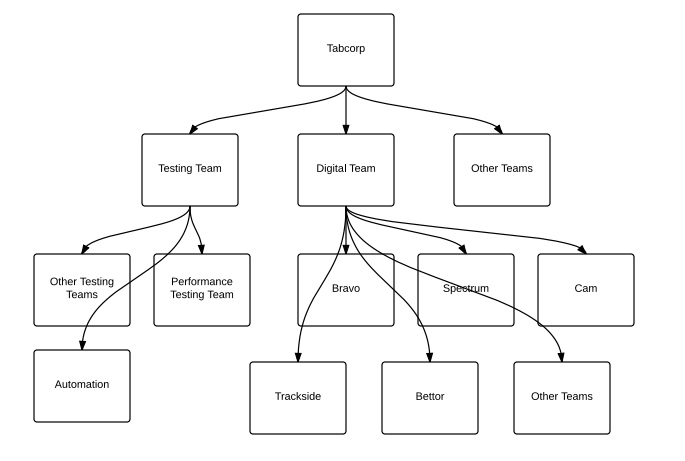 Tabcorp
Testing Team
Digital Team
Other Teams
Other Testing
Teams
Performance
Testing Team
Bravo
Spectrum
Cam
Automation
Trackside
Bettor
Other Teams